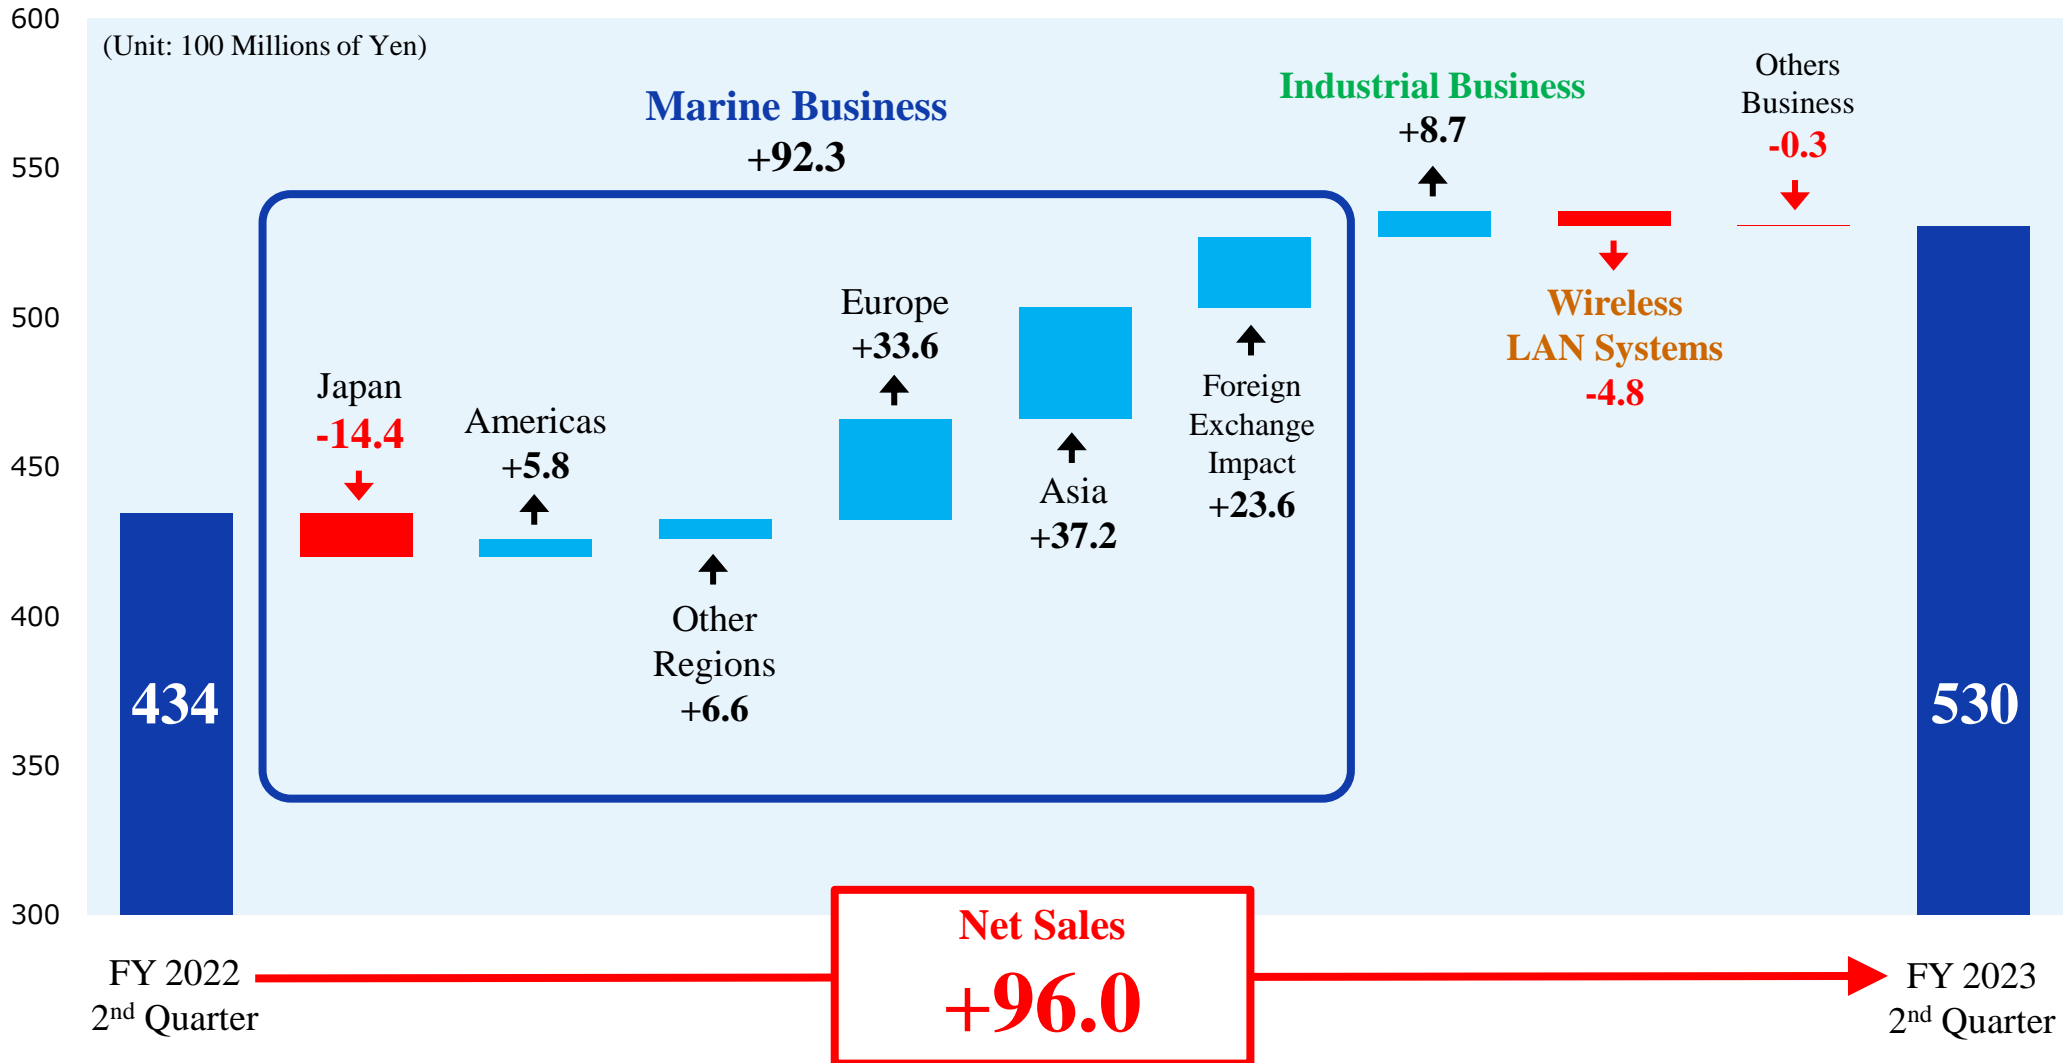 600
550
500
450
400
350
300
(Unit: 100 Millions of Yen)
Marine Business
+92.3
Industrial Business
+8.7
Others
Business
-0.3
Japan
-14.4
Americas
+5.8
Other
Regions
+6.6
Europe
+33.6
Asia
+37.2
Foreign
Exchange
Impact
+23.6
Wireless
LAN Systems
-4.8
434
530
Net Sales
+96.0
FY 2022
2nd Quarter
FY 2023
2nd Quarter